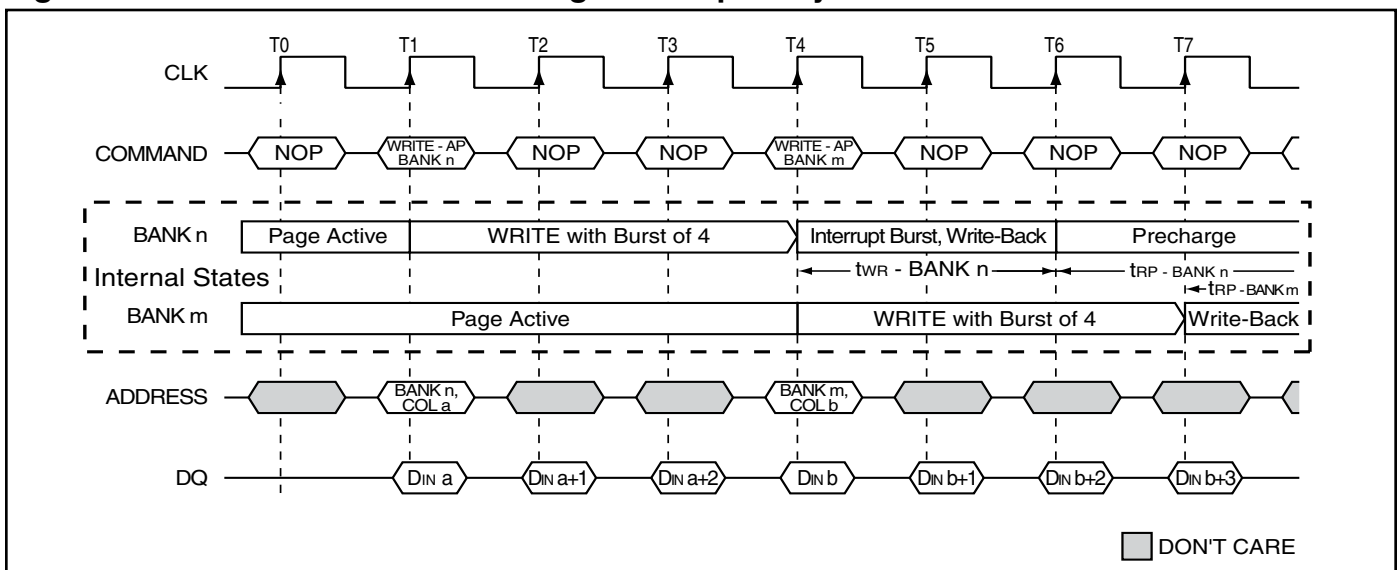 T0 T1 T2 T3 T4 T5 T6 T7
CLK
COMMAND NOP WRITE - AP BANK n NOP NOP WRITE - AP BANK m NOP NOP NOP
BANK n Page Active WRITE with Burst of 4 Interrupt Burst, Write-Back Precharge
Internal States tWR - BANK n tRP - BANK n
tRP - BANK m
BANK m Page Active WRITE with Burst of 4 Write-Back
ADDRESS BANK n, COL a BANK m, COL b
DQ DIN a DIN a+1 DIN a+2 DIN b DIN b+1 DIN b+2 DIN b+3
DON'T CARE